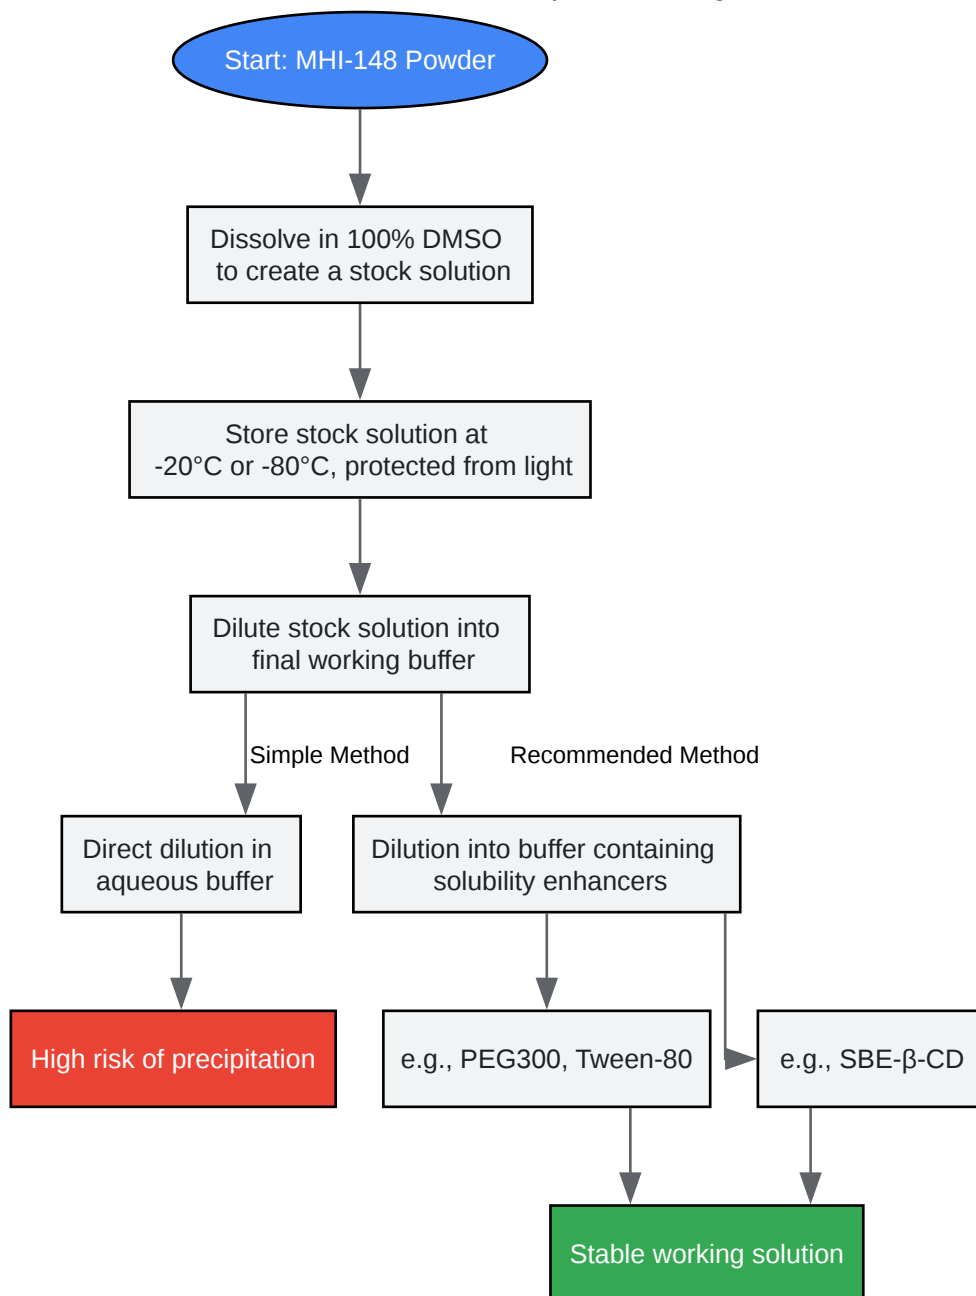 Start: MHI-148 Powder
Dissolve in 100% DMSO
to create a stock solution
Store stock solution at
-20°C or -80°C, protected from light
Dilute stock solution into
final working buffer
Simple Method
Recommended Method
Direct dilution in
aqueous buffer
Dilution into buffer containing
solubility enhancers
High risk of precipitation
e.g., PEG300, Tween-80
e.g., SBE-β-CD
Stable working solution